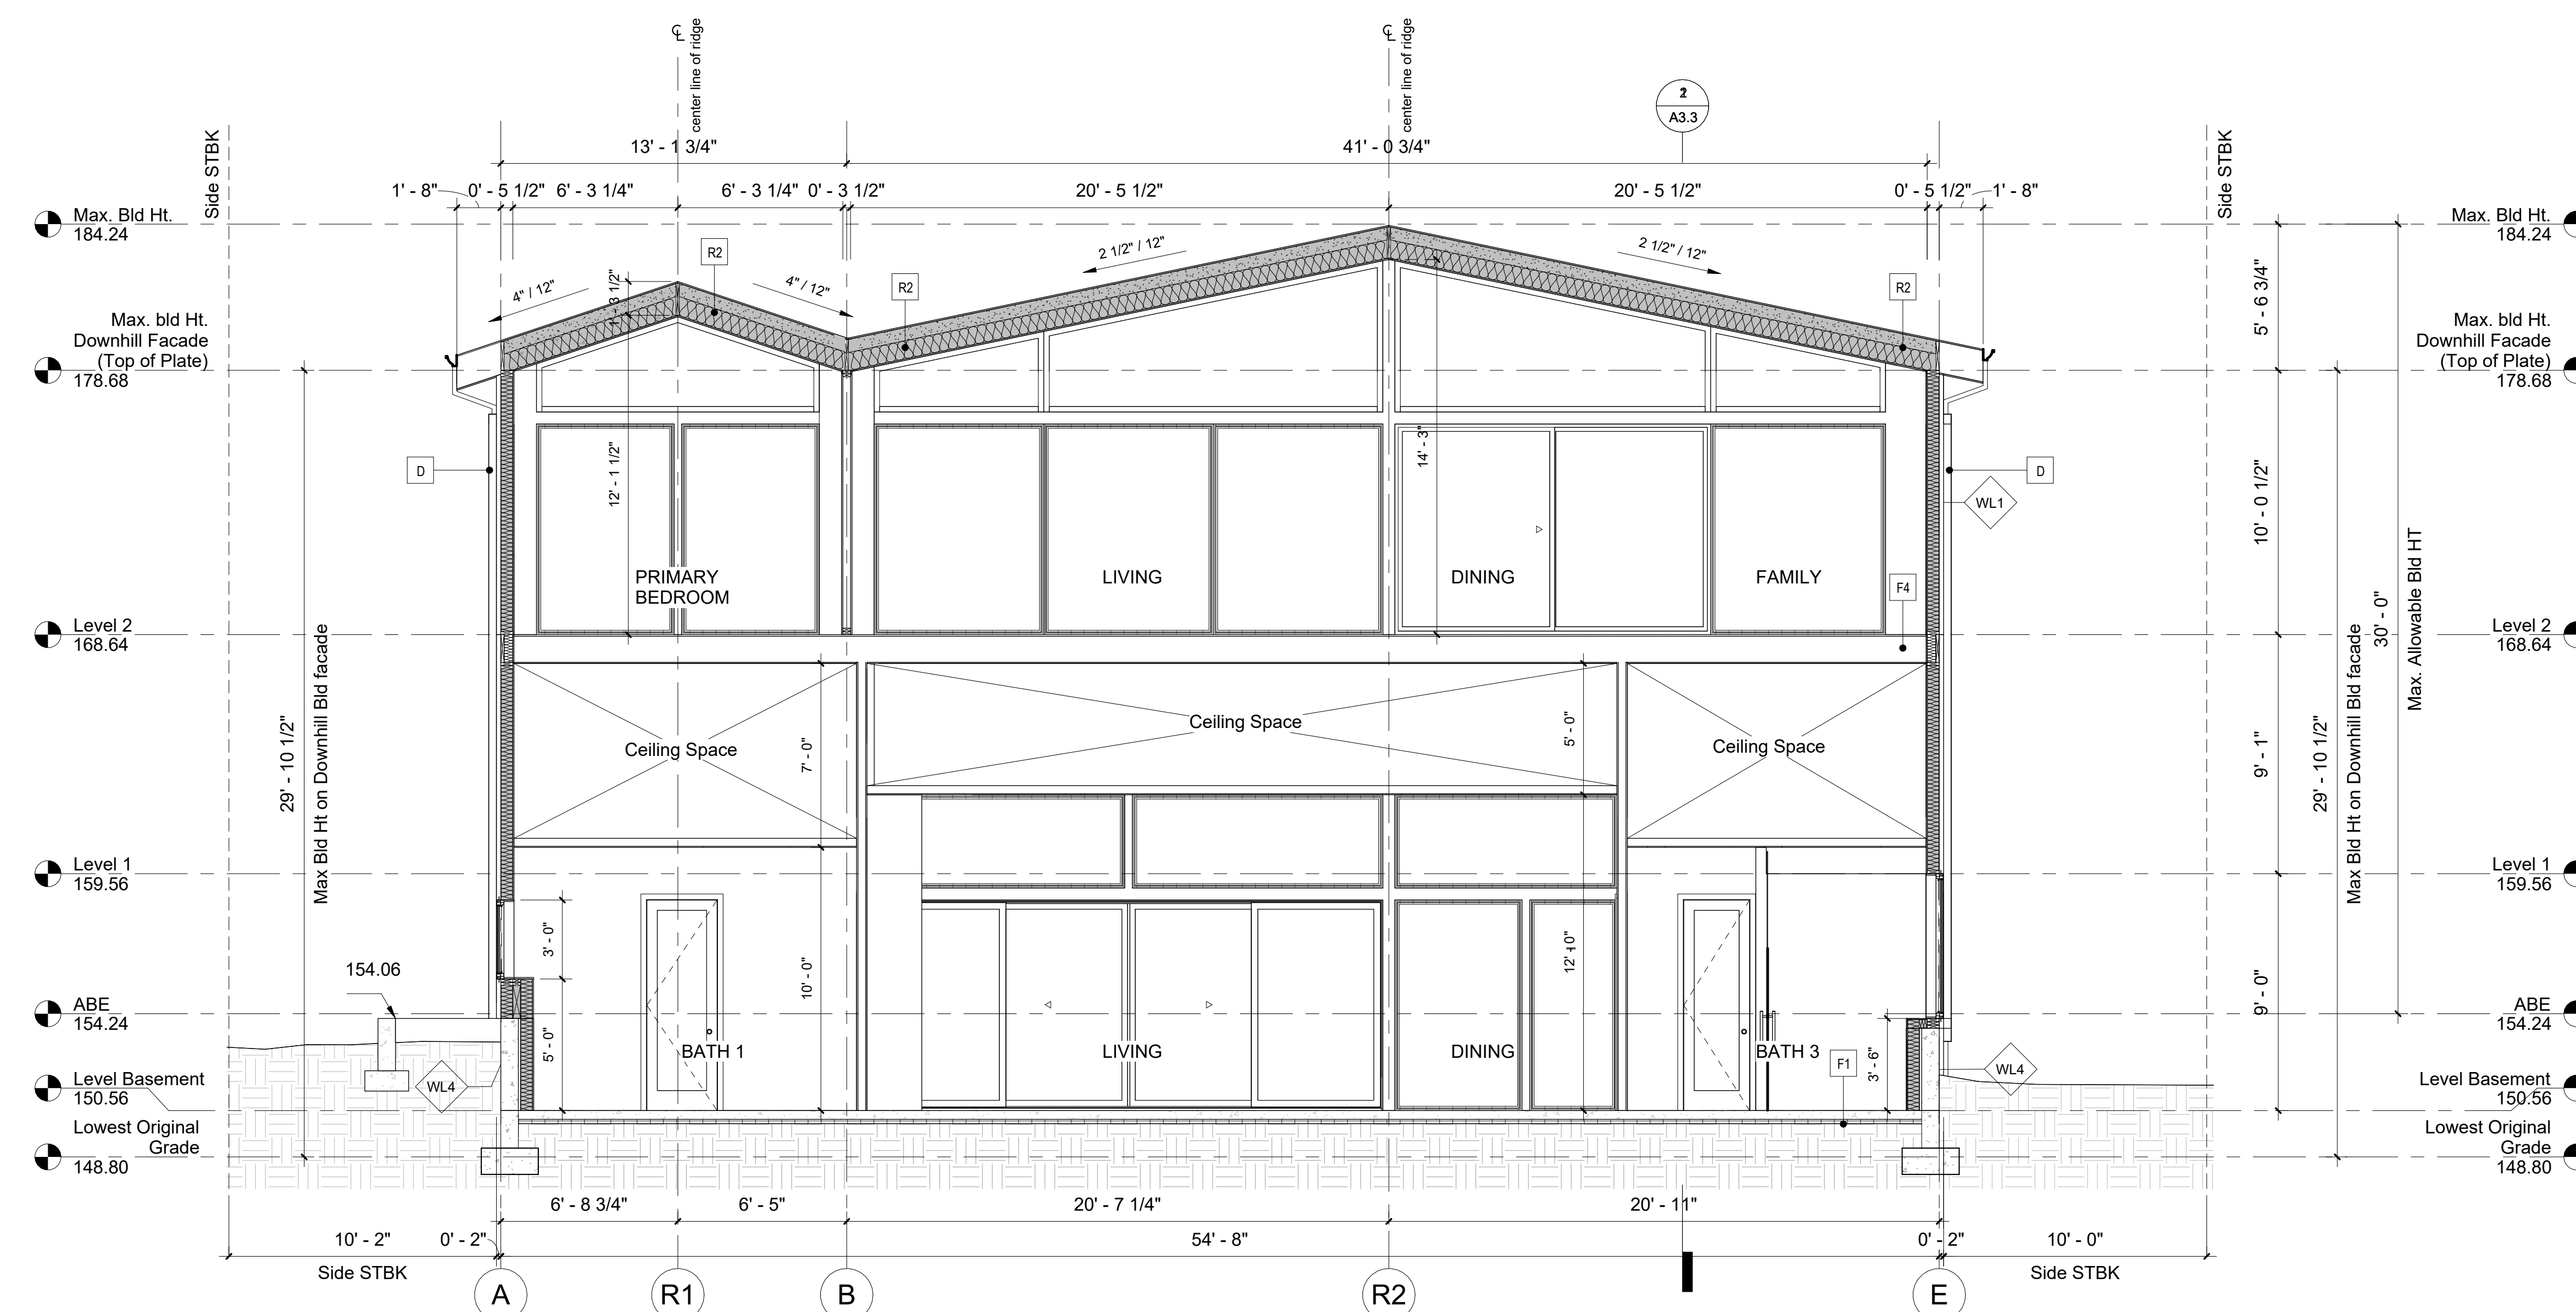 ℄
center line of ridge
℄
center line of ridge
A3.3
Side STBK
Side STBK
13' - 1 3/4"
41' - 0 3/4"
1' - 8"
0' - 5 1/2"
6' - 3 1/4"
6' - 3 1/4"
0' - 3 1/2"
20' - 5 1/2"
20' - 5 1/2"
0' - 5 1/2"
1' - 8"
Max. Bld Ht.
184.24
Max. Bld Ht.
184.24
R2
R2
R2
4" / 12"
4" / 12"
2 1/2" / 12"
2 1/2" / 12"
5' - 6 3/4"
Max. bld Ht.
Downhill Facade
(Top of Plate)
178.68
Max. bld Ht.
Downhill Facade
(Top of Plate)
178.68
D
D
WL1
12' - 1 1/2"
14' - 3"
10' - 0 1/2"
PRIMARY
BEDROOM
LIVING
DINING
FAMILY
F4
Level 2
168.64
Level 2
168.64
30' - 0"
Max. Allowable Bld HT
29' - 10 1/2"
Max Bld Ht on Downhill Bld facade
29' - 10 1/2"
Max Bld Ht on Downhill Bld facade
Ceiling Space
Ceiling Space
Ceiling Space
7' - 0"
5' - 0"
9' - 1"
Level 1
159.56
Level 1
159.56
3' - 0"
10' - 0"
12' - 0"
9' - 0"
154.06
ABE
154.24
ABE
154.24
5' - 0"
3' - 6"
BATH 1
LIVING
DINING
BATH 3
F1
WL4
WL4
Level Basement
150.56
Level Basement
150.56
Lowest Original
Grade
148.80
Lowest Original
Grade
148.80
6' - 8 3/4"
6' - 5"
20' - 7 1/4"
20' - 11"
10' - 2"
0' - 2"
54' - 8"
0' - 2"
10' - 0"
Side STBK
Side STBK
A
R1
B
R2
E